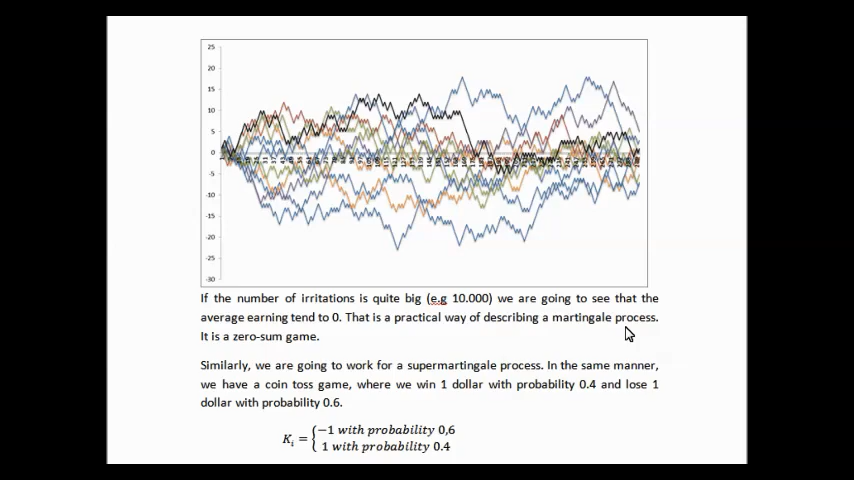 25
20
15
10
5
0
-5
-10
-15
-20
-25
-30
If the number of irritations is quite big (e.g 10.000) we are going to see that the
average earning tend to 0. That is a practical way of describing a martingale process.
It is a zero-sum game.
Similarly, we are going to work for a supermartingale process. In the same manner,
we have a coin toss game, where we win 1 dollar with probability 0.4 and lose 1
dollar with probability 0.6.
K_i = { −1 with probability 0,6
1 with probability 0.4